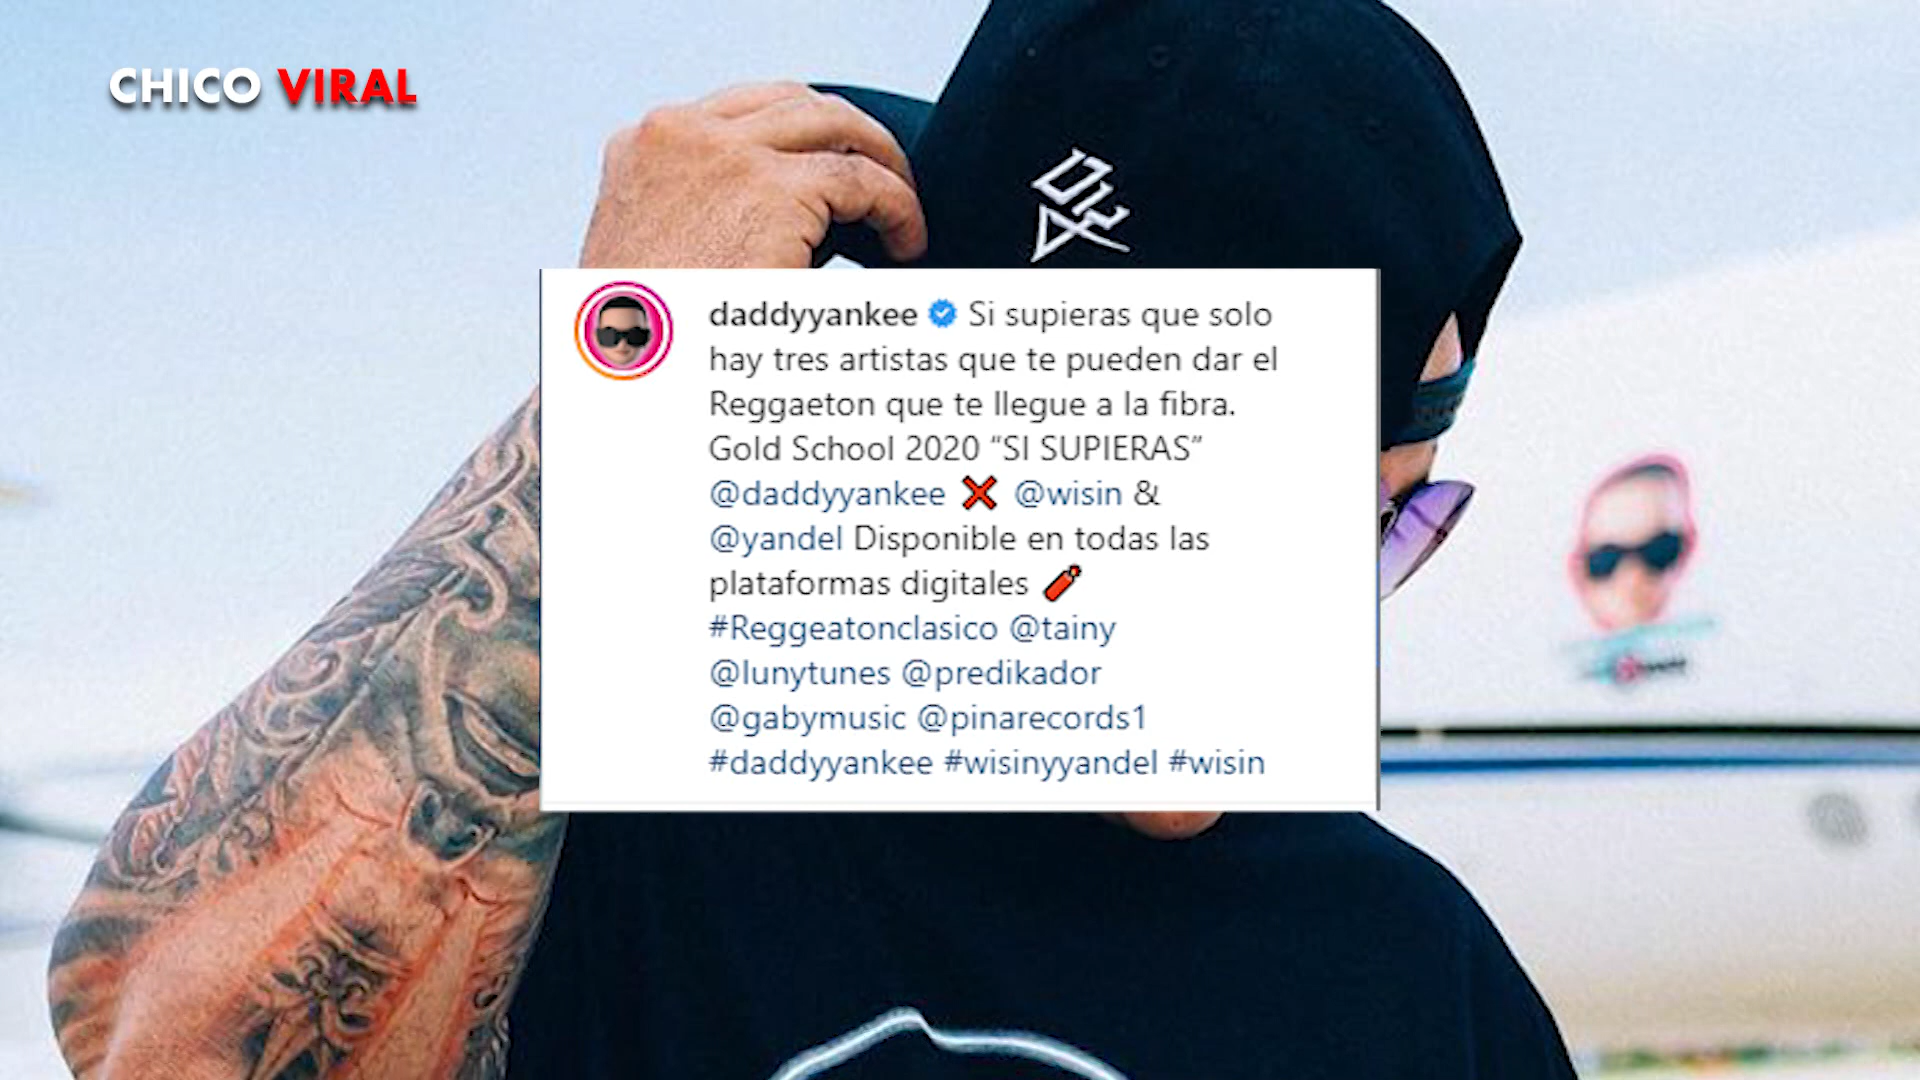 CHICO VIRAL
daddyyankee Si supieras que solo
hay tres artistas que te pueden dar el
Reggaeton que te llegue a la fibra.
Gold School 2020 “SI SUPIERAS”
@daddyyankee ❌ @wisin &
@yandel Disponible en todas las
plataformas digitales 🧨
#Reggeatonclasico @tainy
@lunytunes @predikador
@gabymusic @pinarecords1
#daddyyankee #wisinyyandel #wisin